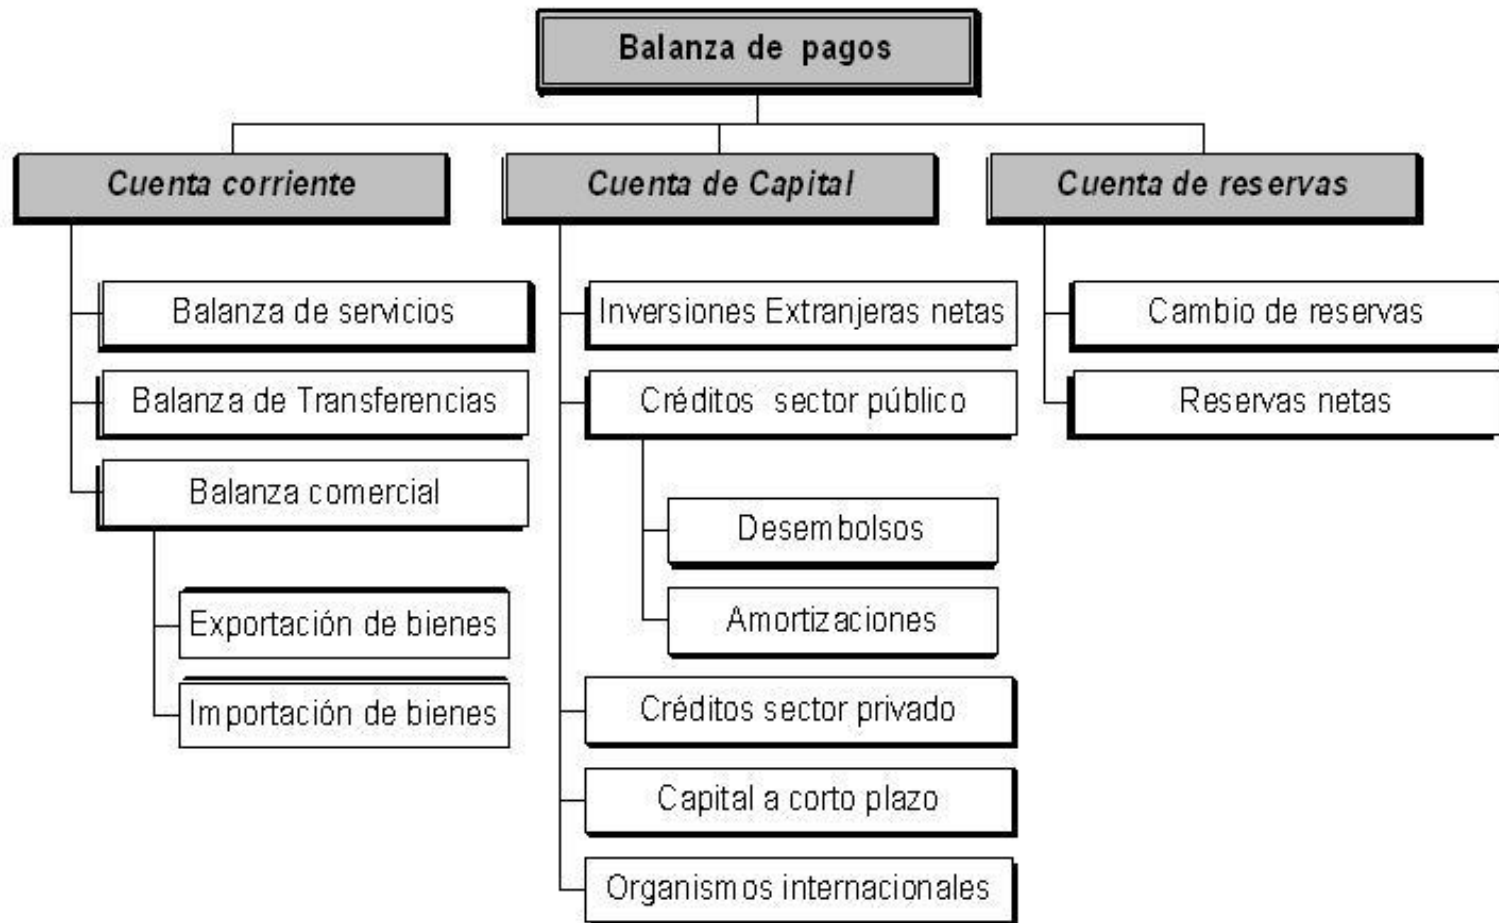 Balanza de pagos
Cuenta corriente
Cuenta de Capital
Cuenta de reservas
Balanza de servicios
Balanza de Transferencias
Balanza comercial
Exportación de bienes
Importación de bienes
Inversiones Extranjeras netas
Créditos sector público
Desembolsos
Amortizaciones
Créditos sector privado
Capital a corto plazo
Organismos internacionales
Cambio de reservas
Reservas netas